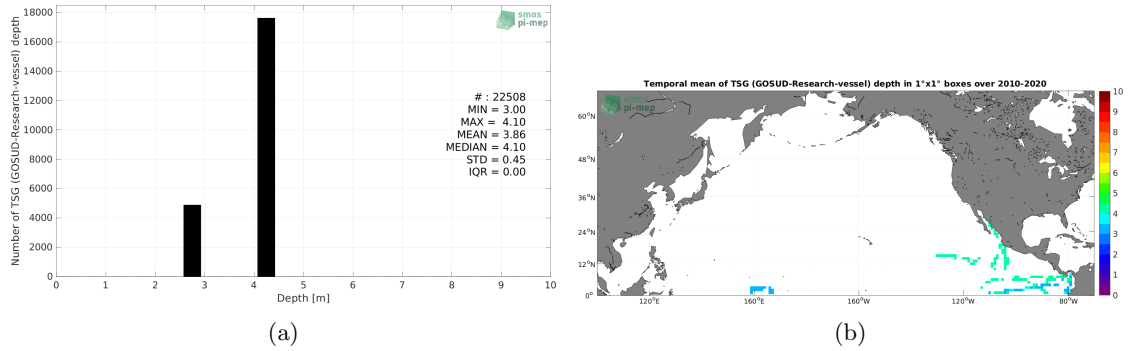 18000
16000
14000
12000
10000
8000
6000
4000
2000
0
Number of TSG (GOSUD-Research-vessel) depth
smos
pi-mep
# : 22508
MIN = 3.00
MAX = 4.10
MEAN = 3.86
MEDIAN = 4.10
STD = 0.45
IQR = 0.00
0 1 2 3 4 5 6 7 8 9 10
Depth [m]
(a)
Temporal mean of TSG (GOSUD-Research-vessel) depth in 1°x1° boxes over 2010-2020
smos
pi-mep
60°N
48°N
36°N
24°N
12°N
0°
120°E 160°E 160°W 120°W 80°W
10
9
8
7
6
5
4
3
2
1
0
(b)